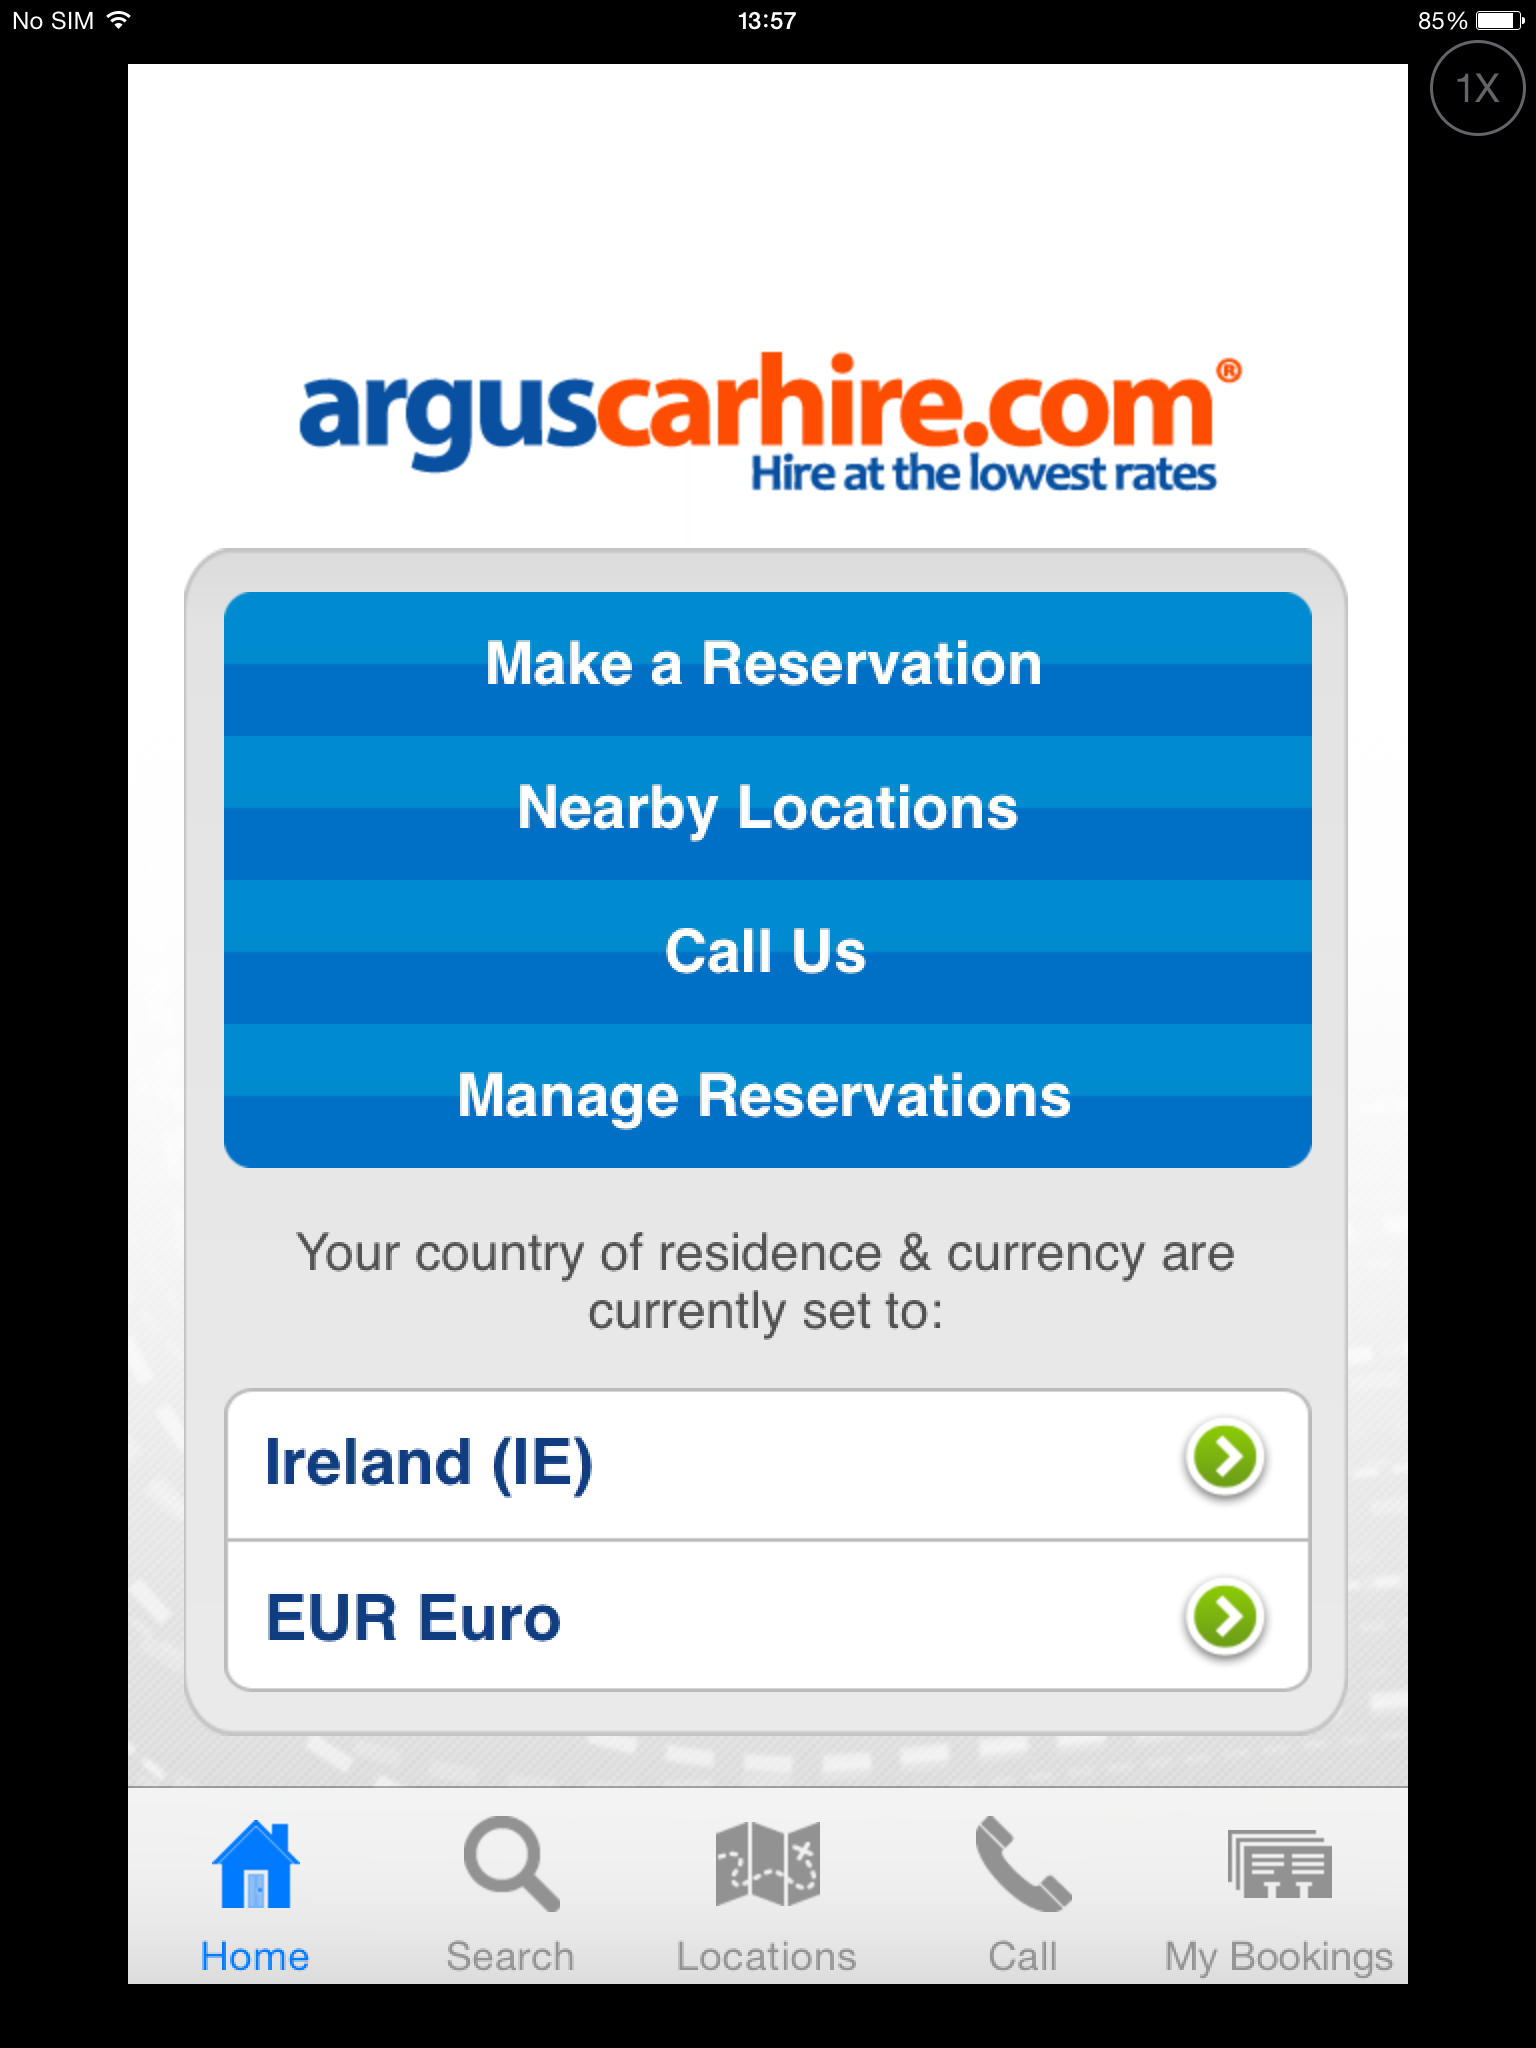 No SIM 13:57 85%
1X
arguscarhire.com®
Hire at the lowest rates
Make a Reservation
Nearby Locations
Call Us
Manage Reservations
Your country of residence & currency are
currently set to:
Ireland (IE)
EUR Euro
Home Search Locations Call My Bookings